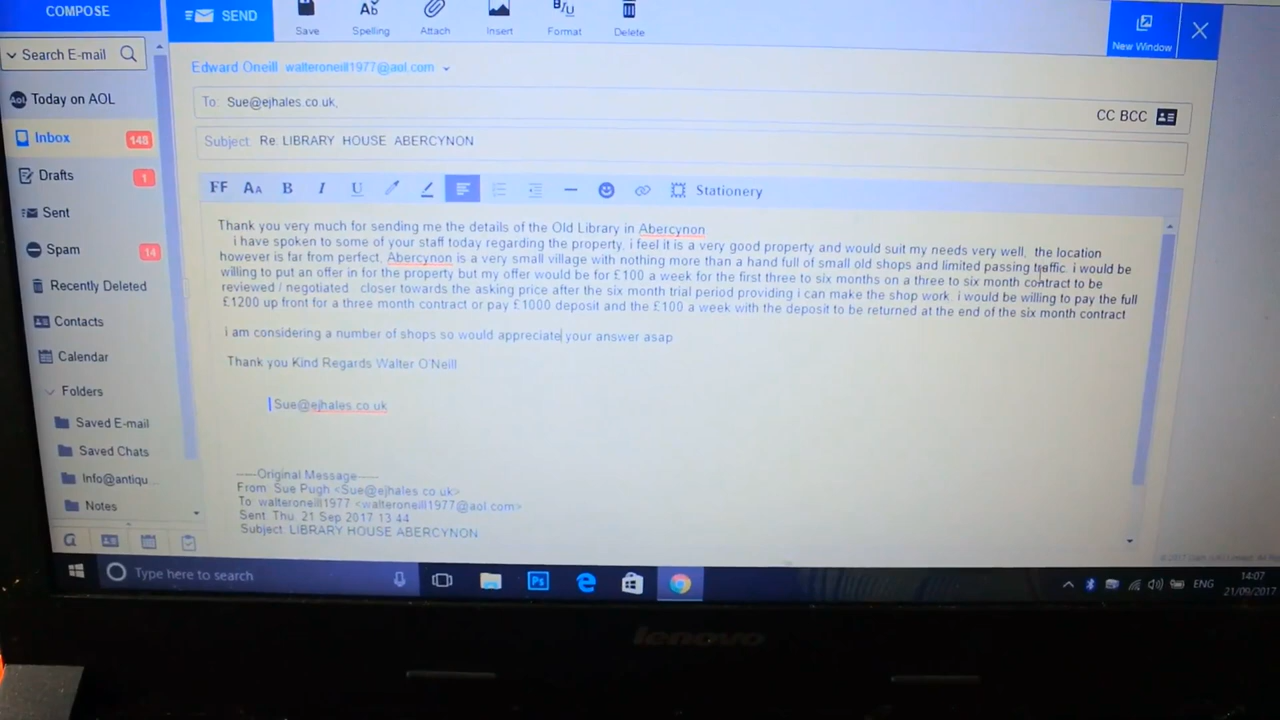 COMPOSE
SEND
Save
Spelling
Attach
Insert
Format
Delete
New Window
Search E-mail
Edward Oneill walteroneill1977@aol.com
Today on AOL
To: Sue@ejhales.co.uk,
CC BCC
Inbox 148
Subject: Re: LIBRARY HOUSE ABERCYNON
Drafts 1
FF AA B I U Stationery
Sent
Spam 14
Recently Deleted
Contacts
Calendar
Folders
Saved E-mail
Saved Chats
Info@antiqu...
Notes
Thank you very much for sending me the details of the Old Library in Abercynon
i have spoken to some of your staff today regarding the property. i feel it is a very good property and would suit my needs very well, the location
however is far from perfect, Abercynon is a very small village with nothing more than a hand full of small old shops and limited passing traffic. i would be
willing to put an offer in for the property but my offer would be for £100 a week for the first three to six months on a three to six month contract to be
reviewed / negotiated closer towards the asking price after the six month trial period providing i can make the shop work. i would be willing to pay the full
£1200 up front for a three month contract or pay £1000 deposit and the £100 a week with the deposit to be returned at the end of the six month contract
I am considering a number of shops so would appreciate your answer asap
Thank you Kind Regards Walter O'Neill
Sue@ejhales.co.uk
-----Original Message-----
From: Sue Pugh <Sue@ejhales.co.uk>
To: walteroneill1977 <walteroneill1977@aol.com>
Sent: Thu, 21 Sep 2017 13:44
Subject: LIBRARY HOUSE ABERCYNON
Type here to search
Ps
ENG
14:07
21/09/2017
lenovo